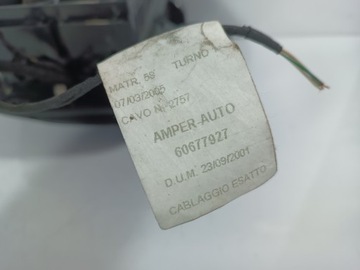 MATR. 59 TURNO
07/03/2005
CAVO N. 2757
AMPER-AUTO
60677927
D.U.M. 23/09/2001
CABLAGGIO ESATTO